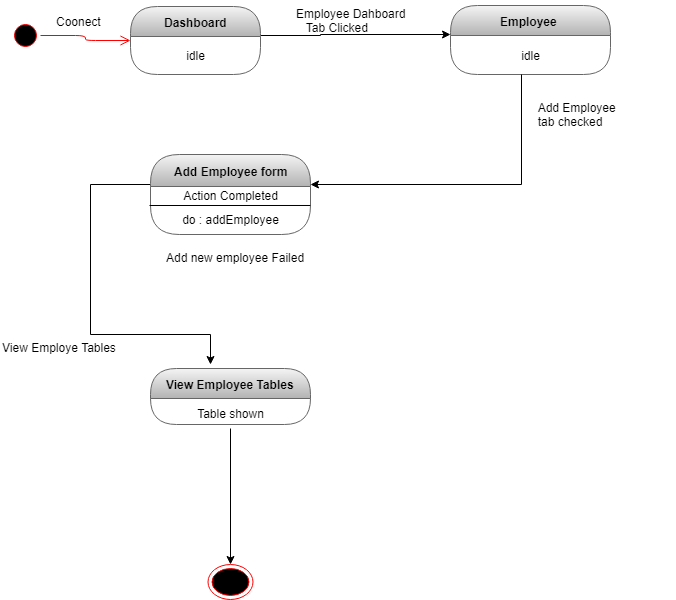 Coonect
Dashboard
idle
Employee Dahboard
Tab Clicked
Employee
idle
Add Employee
tab checked
Add Employee form
Action Completed
do : addEmployee
Add new employee Failed
View Employe Tables
View Employee Tables
Table shown